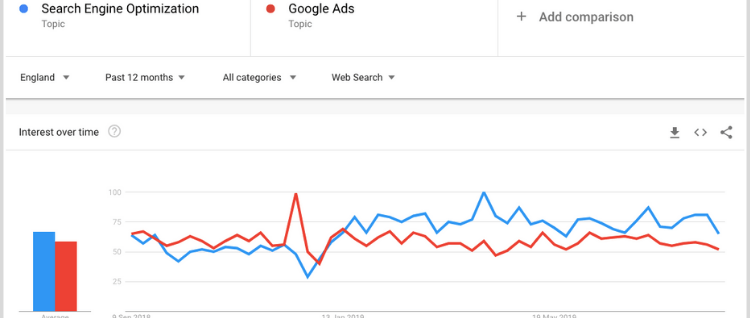 Search Engine Optimization
Topic
Google Ads
Topic
+ Add comparison
England
Past 12 months
All categories
Web Search
Interest over time ?
100
75
50
25
Average
9 Sep 2018
13 Jan 2019
19 May 2019